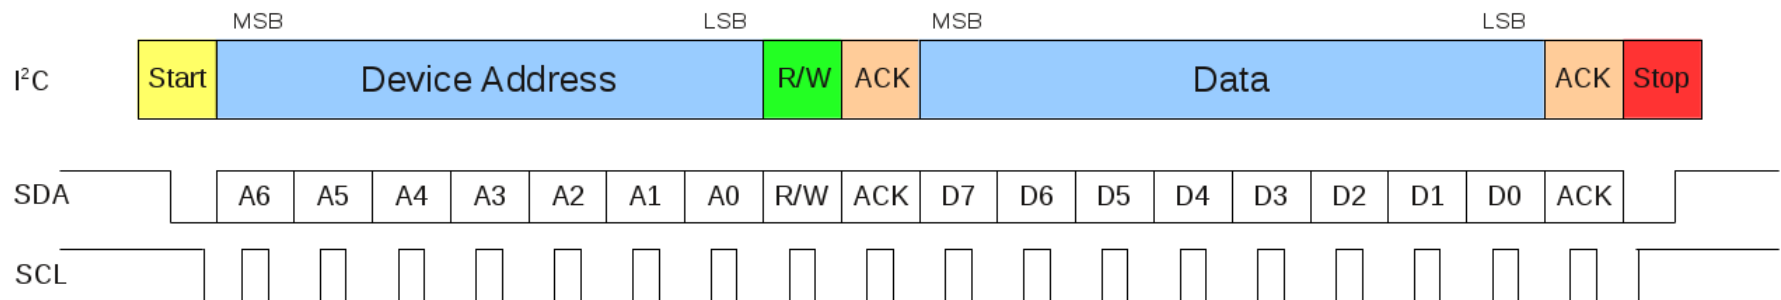 MSB LSB MSB LSB
I²C Start Device Address R/W ACK Data ACK Stop
SDA A6 A5 A4 A3 A2 A1 A0 R/W ACK D7 D6 D5 D4 D3 D2 D1 D0 ACK
SCL